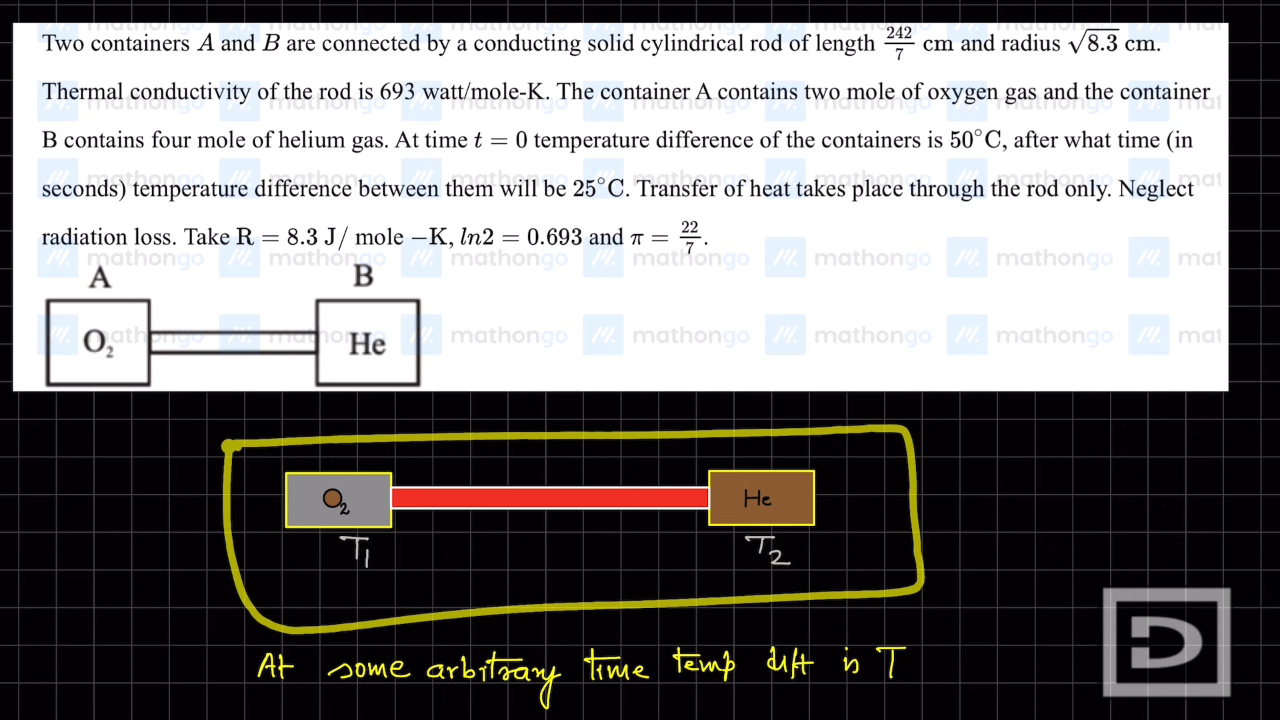 Two containers A and B are connected by a conducting solid cylindrical rod of length 242/7 cm and radius √8.3 cm.
Thermal conductivity of the rod is 693 watt/mole-K. The container A contains two mole of oxygen gas and the container
B contains four mole of helium gas. At time t = 0 temperature difference of the containers is 50°C, after what time (in
seconds) temperature difference between them will be 25°C. Transfer of heat takes place through the rod only. Neglect
radiation loss. Take R = 8.3 J/ mole −K, ln2 = 0.693 and π = 22/7.
A B
O₂ He
mathongo mathongo mathongo mathongo
O₂ He
T₁ T₂
At some arbitrary time temp diff is T
D